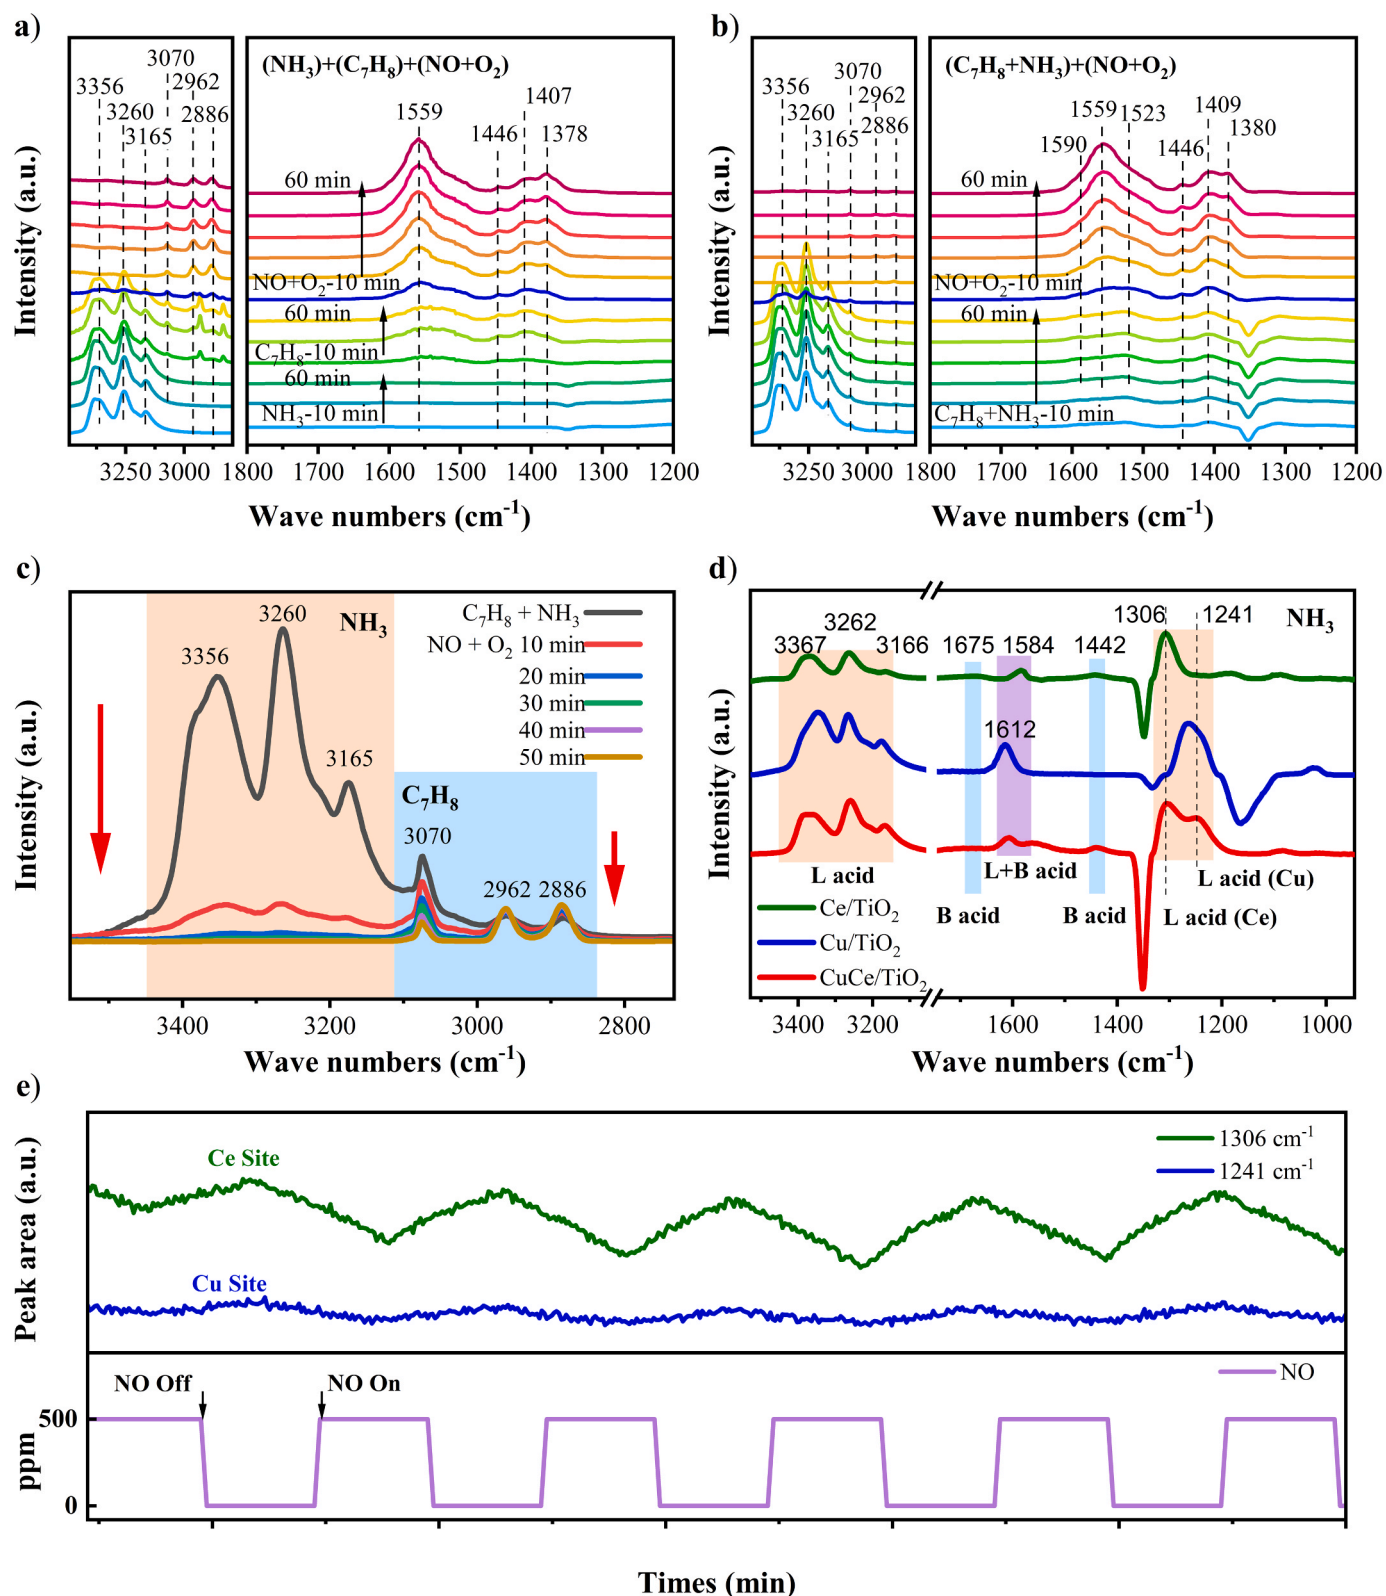 a)
3070
3356
2962
3260
2886
3165
(NH3)+(C7H8)+(NO+O2)
1559
1407
1446
1378
60 min
NO+O2-10 min
60 min
C7H8-10 min
60 min
NH3-10 min
Intensity (a.u.)
3250 3000
1800 1700 1600 1500 1400 1300 1200
Wave numbers (cm-1)
b)
3070
3356
2962
3260
2886
3165
(C7H8+NH3)+(NO+O2)
1559
1409
1590
1523
1446
1380
60 min
NO+O2-10 min
60 min
C7H8+NH3-10 min
Intensity (a.u.)
3250 3000
1800 1700 1600 1500 1400 1300 1200
Wave numbers (cm-1)
c)
NH3
3260
3356
3165
C7H8 + NH3
NO + O2 10 min
20 min
30 min
40 min
50 min
C7H8
3070
2962 2886
Intensity (a.u.)
3400 3200 3000 2800
Wave numbers (cm-1)
d)
NH3
1306 1241
3367 3262 3166 1675 1584 1442
1612
L acid
L+B acid
B acid
B acid
L acid (Cu)
L acid (Ce)
Ce/TiO2
Cu/TiO2
CuCe/TiO2
Intensity (a.u.)
3400 3200 1600 1400 1200 1000
Wave numbers (cm-1)
e)
Ce Site
Cu Site
1306 cm-1
1241 cm-1
Peak area (a.u.)
NO Off
NO On
NO
500
0
ppm
Times (min)